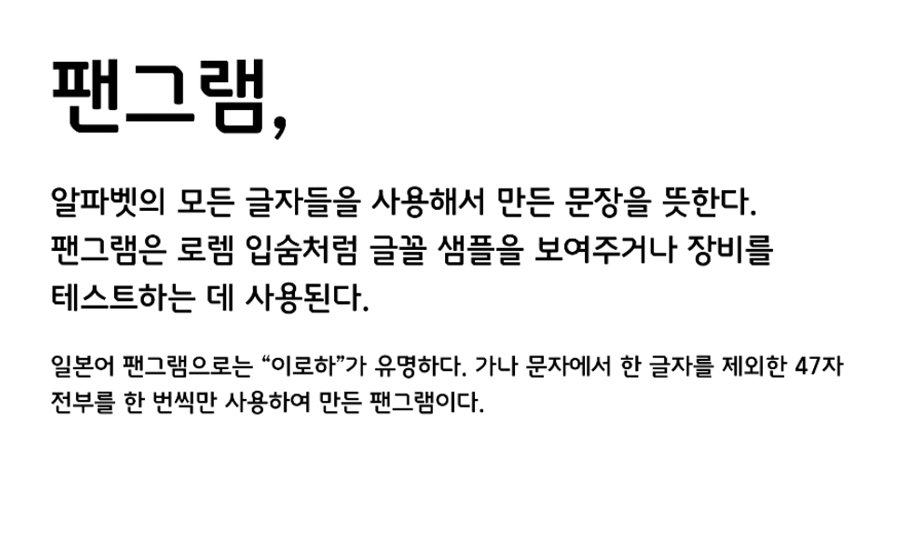 팬그램,
알파벳의 모든 글자들을 사용해서 만든 문장을 뜻한다.
팬그램은 로렘 입숨처럼 글꼴 샘플을 보여주거나 장비를
테스트하는 데 사용된다.
일본어 팬그램으로는 “이로하”가 유명하다. 가나 문자에서 한 글자를 제외한 47자
전부를 한 번씩만 사용하여 만든 팬그램이다.